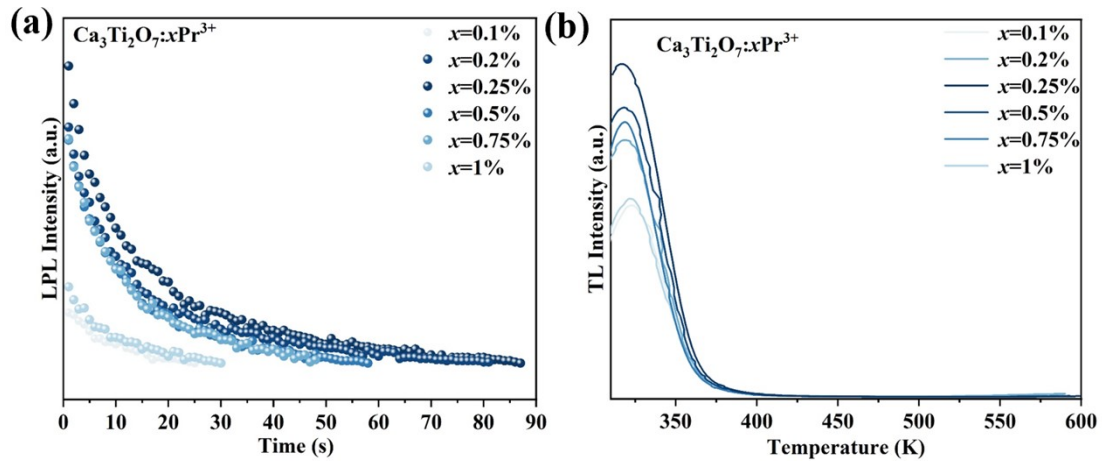 (a)
Ca₃Ti₂O₇:xPr³⁺
x=0.1%
x=0.2%
x=0.25%
x=0.5%
x=0.75%
x=1%
LPL Intensity (a.u.)
0 10 20 30 40 50 60 70 80 90
Time (s)
(b)
Ca₃Ti₂O₇:xPr³⁺
x=0.1%
x=0.2%
x=0.25%
x=0.5%
x=0.75%
x=1%
TL Intensity (a.u.)
350 400 450 500 550 600
Temperature (K)